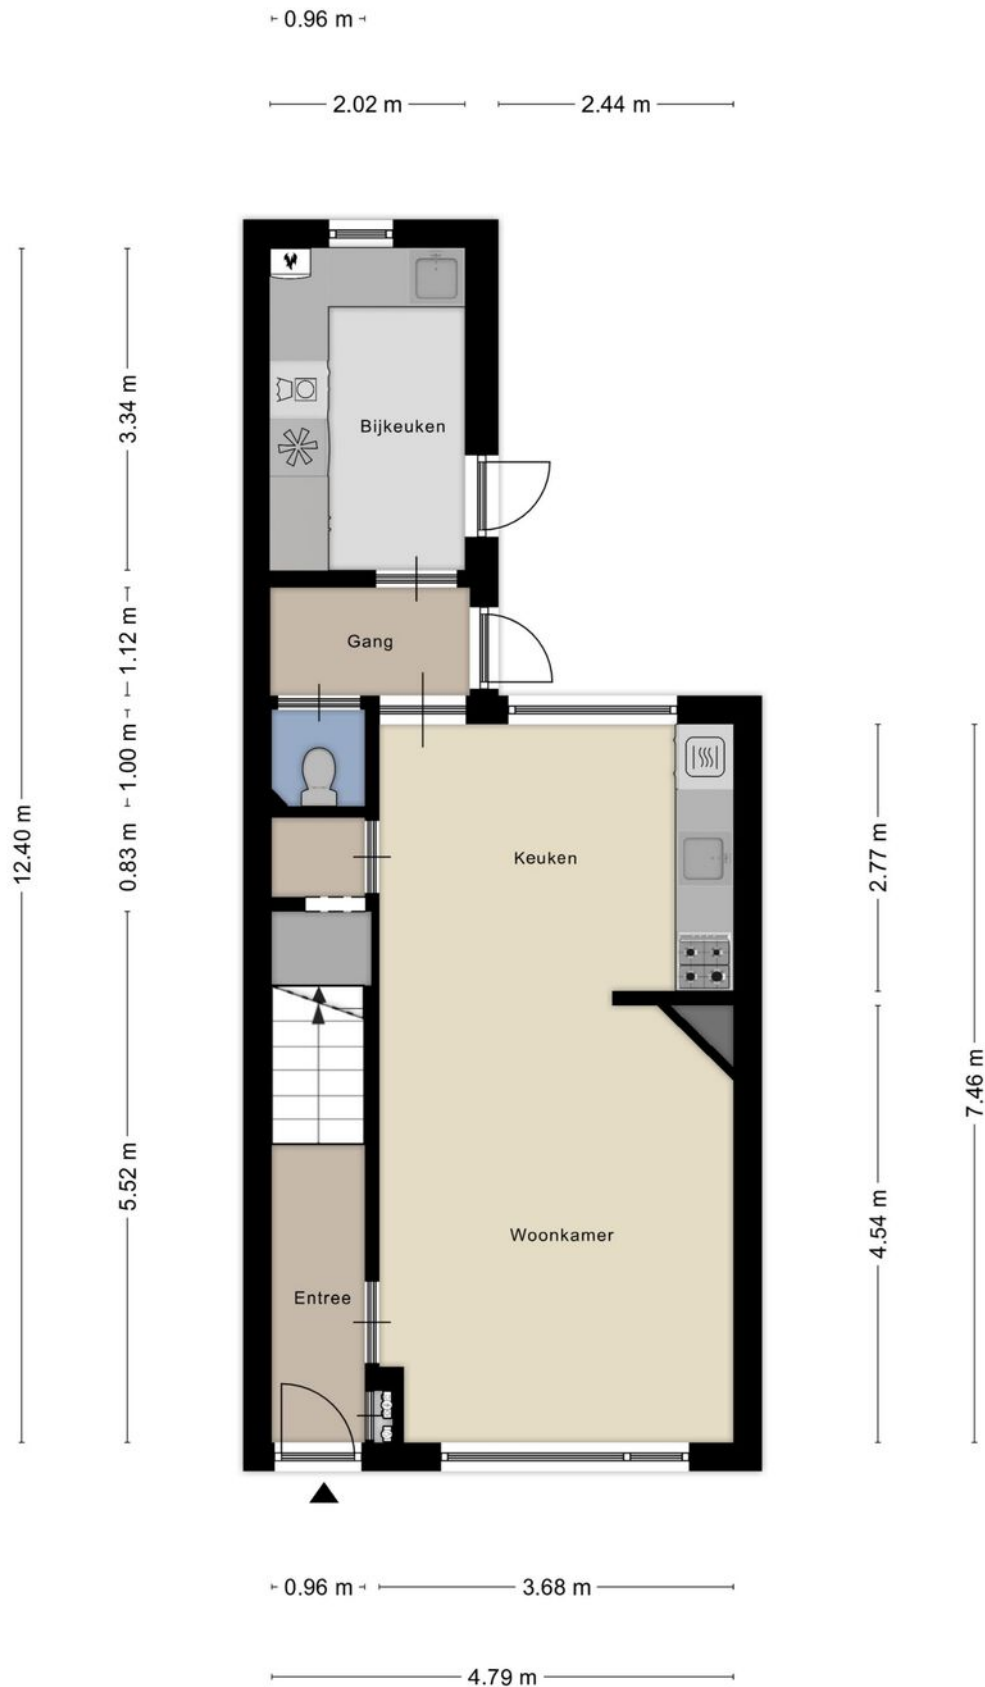 0.96 m
2.02 m
2.44 m
3.34 m
Bijkeuken
1.12 m
Gang
1.00 m
12.40 m
0.83 m
Keuken
2.77 m
7.46 m
5.52 m
4.54 m
Woonkamer
Entree
0.96 m
3.68 m
4.79 m